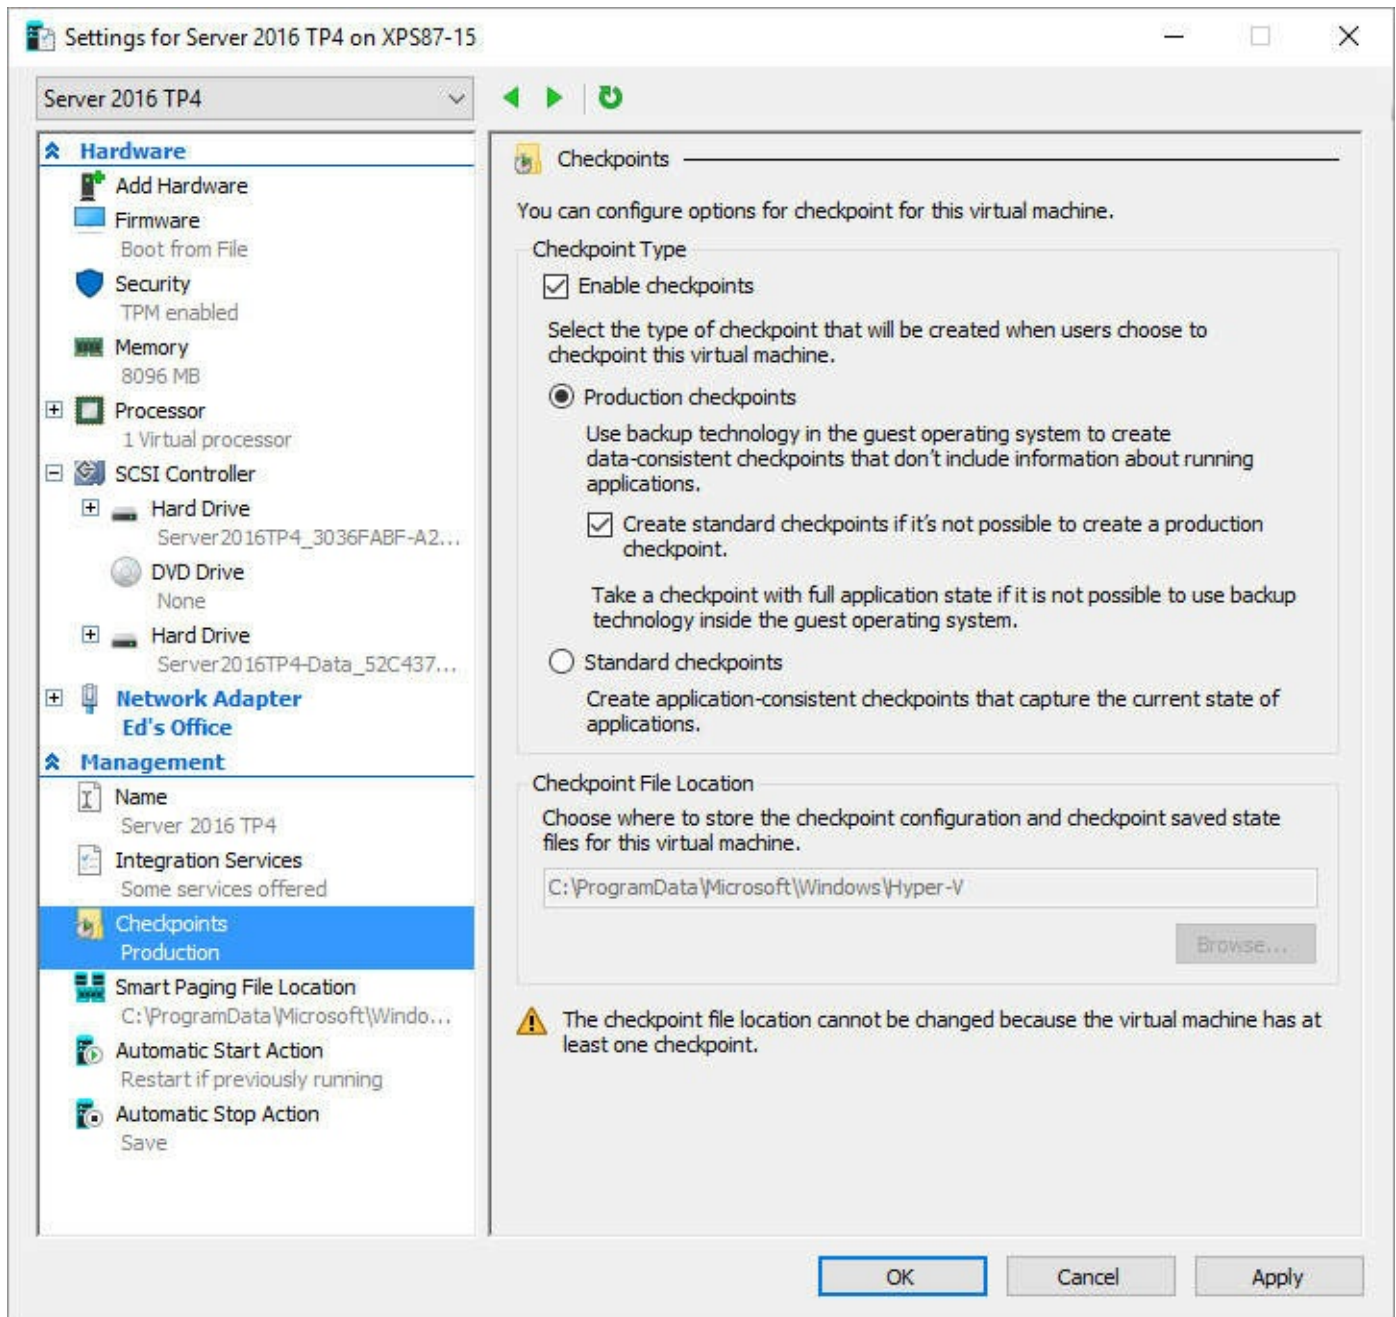 Settings for Server 2016 TP4 on XPS87-15
Server 2016 TP4
Hardware
Add Hardware
Firmware
Boot from File
Security
TPM enabled
Memory
8096 MB
Processor
1 Virtual processor
SCSI Controller
Hard Drive
Server2016TP4_3036FABF-A2...
DVD Drive
None
Hard Drive
Server2016TP4-Data_52C437...
Network Adapter
Ed's Office
Management
Name
Server 2016 TP4
Integration Services
Some services offered
Checkpoints
Production
Smart Paging File Location
C:\ProgramData\Microsoft\Windo...
Automatic Start Action
Restart if previously running
Automatic Stop Action
Save
Checkpoints
You can configure options for checkpoint for this virtual machine.
Checkpoint Type
Enable checkpoints
Select the type of checkpoint that will be created when users choose to
checkpoint this virtual machine.
Production checkpoints
Use backup technology in the guest operating system to create
data-consistent checkpoints that don't include information about running
applications.
Create standard checkpoints if it's not possible to create a production
checkpoint.
Take a checkpoint with full application state if it is not possible to use backup
technology inside the guest operating system.
Standard checkpoints
Create application-consistent checkpoints that capture the current state of
applications.
Checkpoint File Location
Choose where to store the checkpoint configuration and checkpoint saved state
files for this virtual machine.
C:\ProgramData\Microsoft\Windows\Hyper-V
Browse...
The checkpoint file location cannot be changed because the virtual machine has at
least one checkpoint.
OK
Cancel
Apply